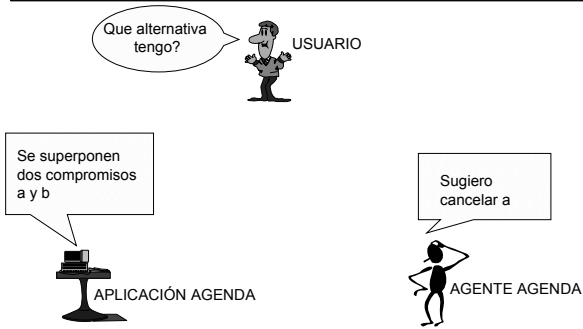 Que alternativa
tengo?
USUARIO
Se superponen
dos compromisos
a y b
Sugiero
cancelar a
APLICACIÓN AGENDA
AGENTE AGENDA